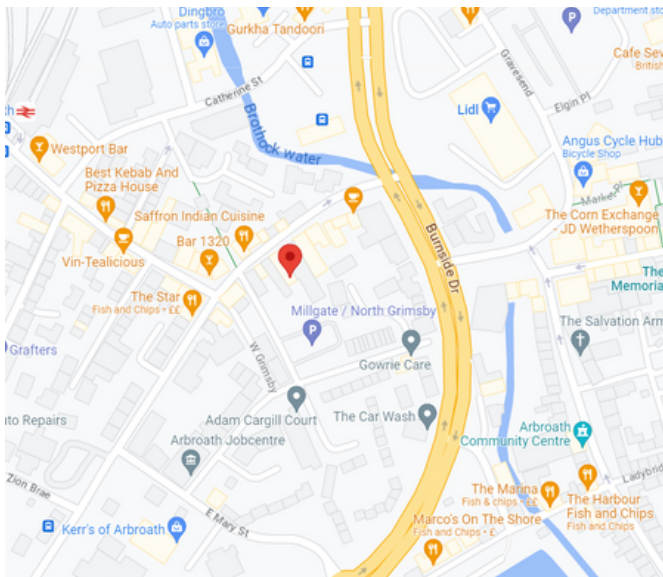 Dingbro
Auto parts store
Gurkha Tandoori
Department sto
Cafe Sew
British
Gravesend
Catherine St
Elgin Pl
Lidl
th
Westport Bar
Brothock water
Angus Cycle Hub
Bicycle Shop
Best Kebab And
Pizza House
Market Pl
The Corn Exchange
- JD Wetherspoon
Saffron Indian Cuisine
Bar 1320
Vin-Tealicious
Burnside Dr
The
Memoria
The Star
Fish and Chips • ££
Millgate / North Grimsby
P
The Salvation Arm
Grafters
W Grimsby
Gowrie Care
Adam Cargill Court
The Car Wash
uto Repairs
Arbroath Jobcentre
Arbroath
Community Centre
Zion Brae
Ladybrid
The Marina
Fish & chips • ££
The Harbour
Fish and Chips
Fish and Chips
E Mary St
Kerr's of Arbroath
Marco's On The Shore
Fish and Chips • £